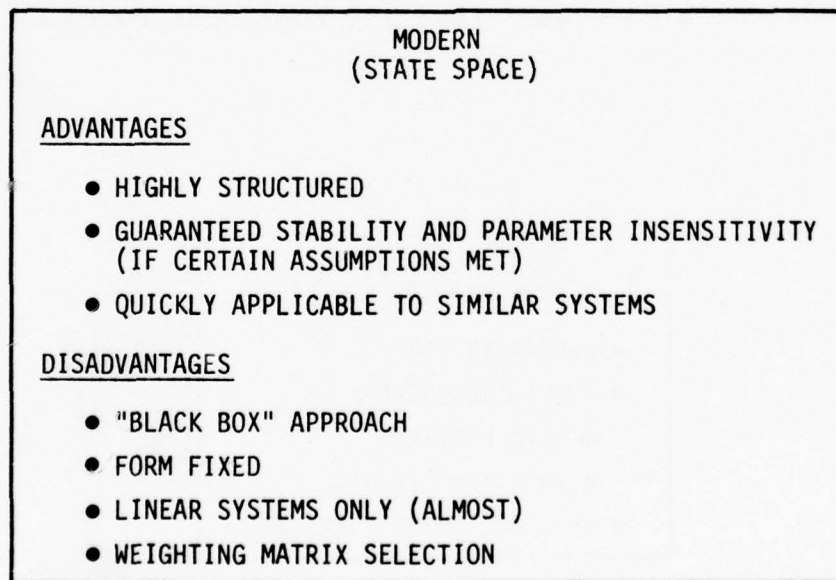 MODERN
(STATE SPACE)
ADVANTAGES
● HIGHLY STRUCTURED
● GUARANTEED STABILITY AND PARAMETER INSENSITIVITY
(IF CERTAIN ASSUMPTIONS MET)
● QUICKLY APPLICABLE TO SIMILAR SYSTEMS
DISADVANTAGES
● "BLACK BOX" APPROACH
● FORM FIXED
● LINEAR SYSTEMS ONLY (ALMOST)
● WEIGHTING MATRIX SELECTION